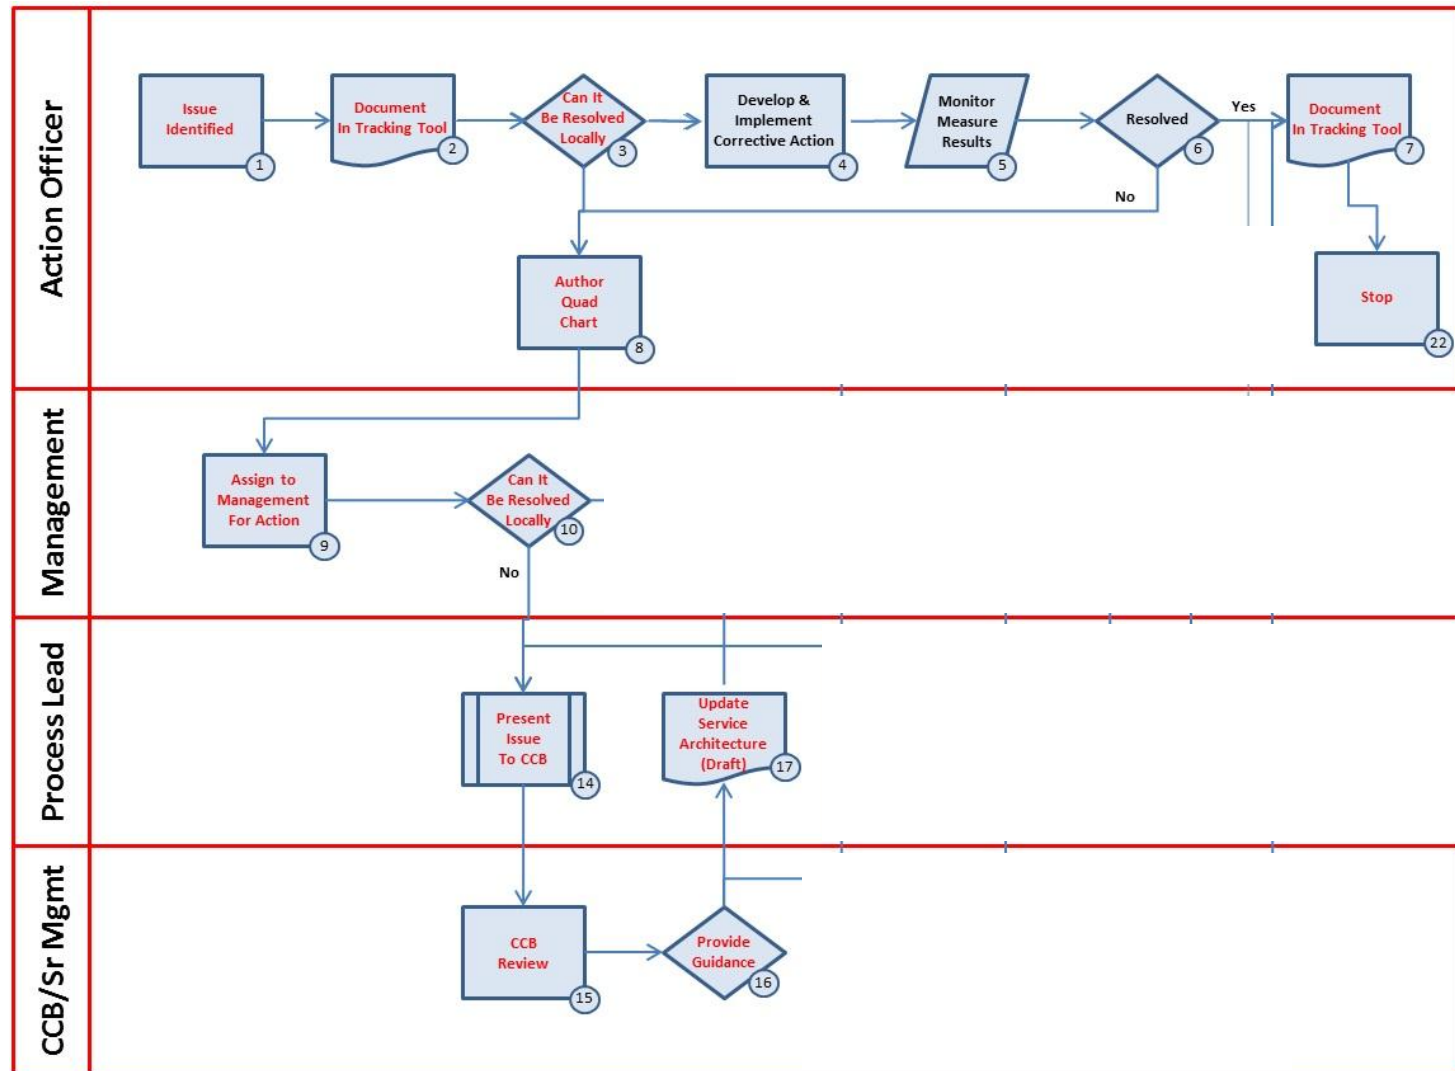 Action Officer
Issue
Identified
1
Document
In Tracking Tool
2
Can It
Be Resolved
Locally
3
Develop &
Implement
Corrective Action
4
Monitor
Measure
Results
5
Resolved
6
Yes
No
Document
In Tracking Tool
7
Author
Quad
Chart
8
Stop
22
Management
Assign to
Management
For Action
9
Can It
Be Resolved
Locally
10
No
Process Lead
Present
Issue
To CCB
14
Update
Service
Architecture
(Draft)
17
CCB/Sr Mgmt
CCB
Review
15
Provide
Guidance
16